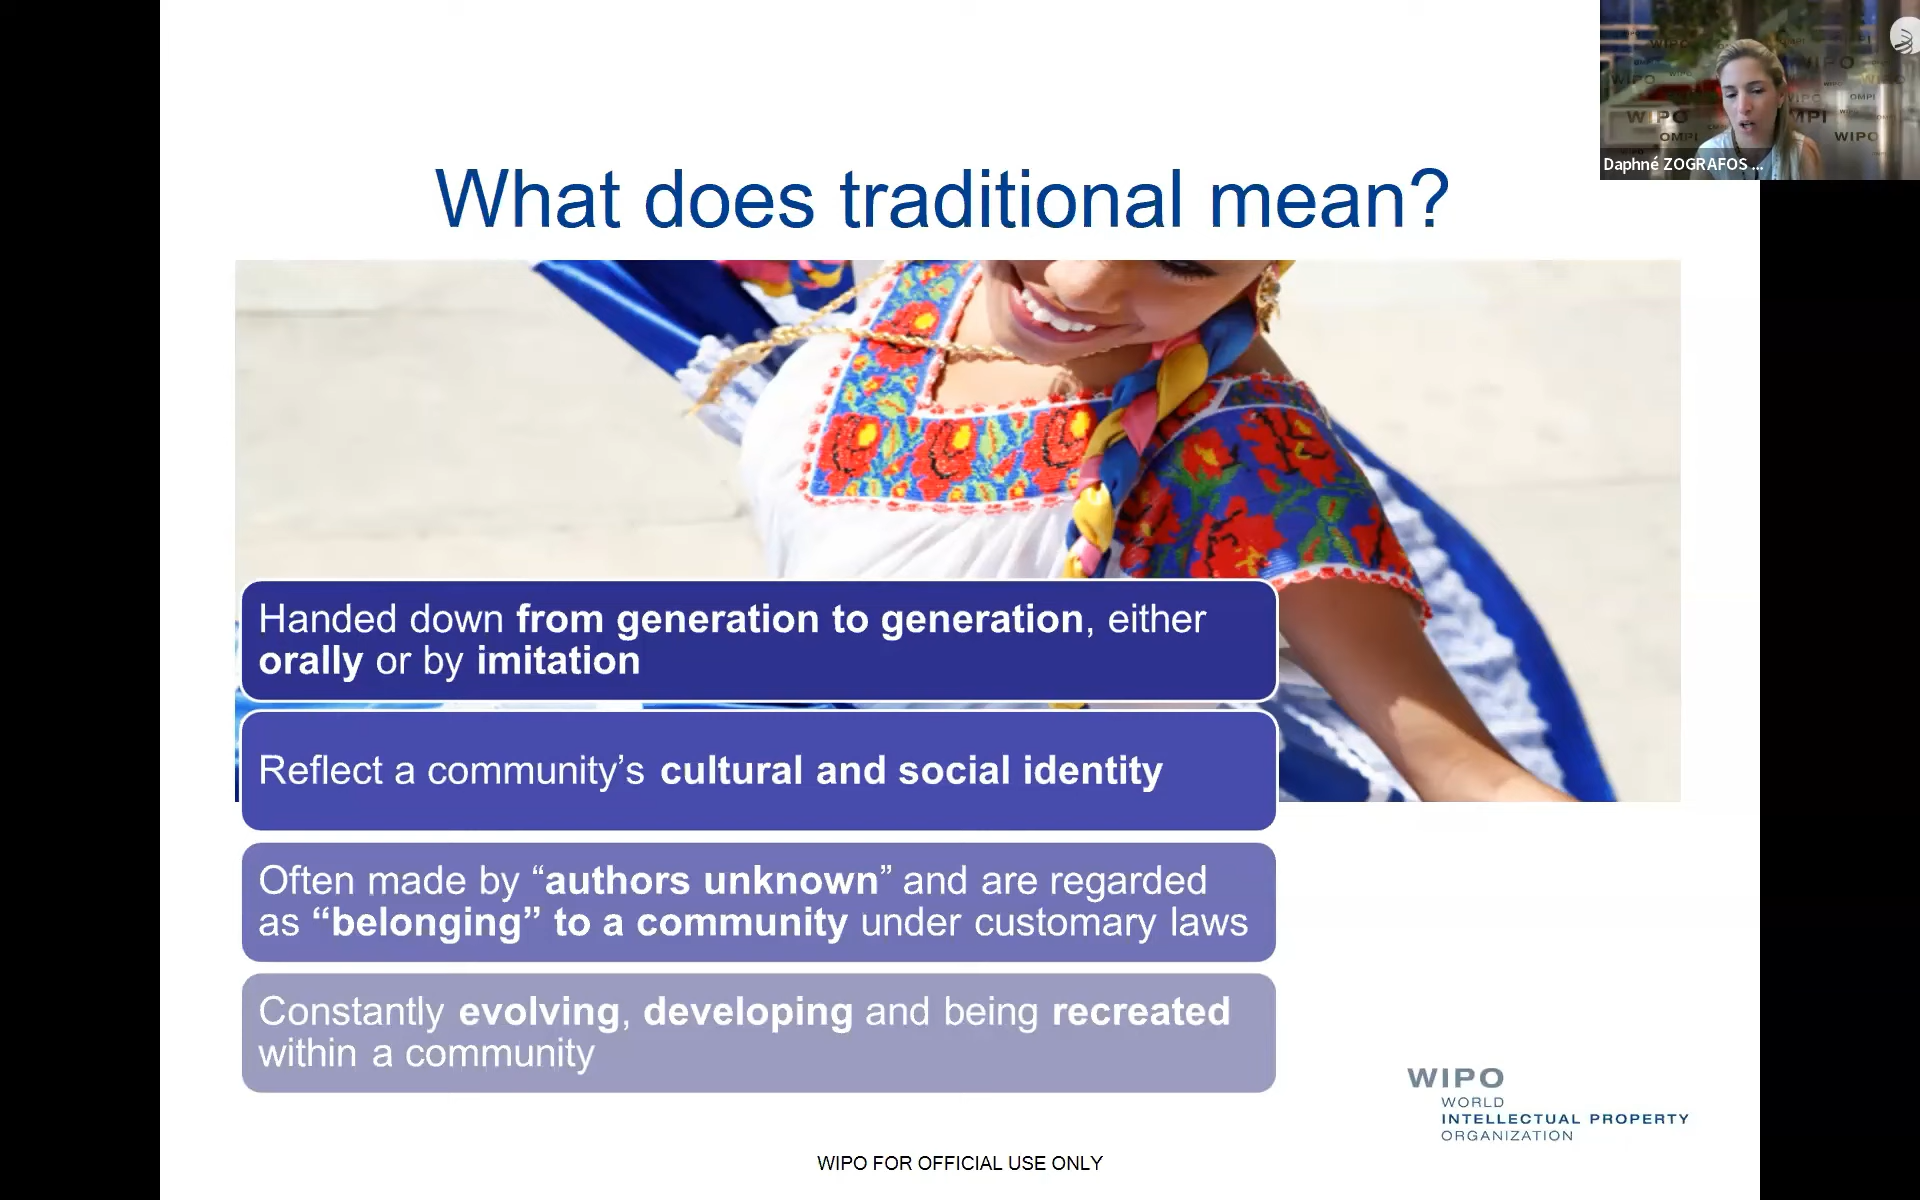 What does traditional mean?
Daphné ZOGRAFOS ...
Handed down from generation to generation, either
orally or by imitation
Reflect a community’s cultural and social identity
Often made by “authors unknown” and are regarded
as “belonging” to a community under customary laws
Constantly evolving, developing and being recreated
within a community
WIPO
WORLD
INTELLECTUAL PROPERTY
ORGANIZATION
WIPO FOR OFFICIAL USE ONLY